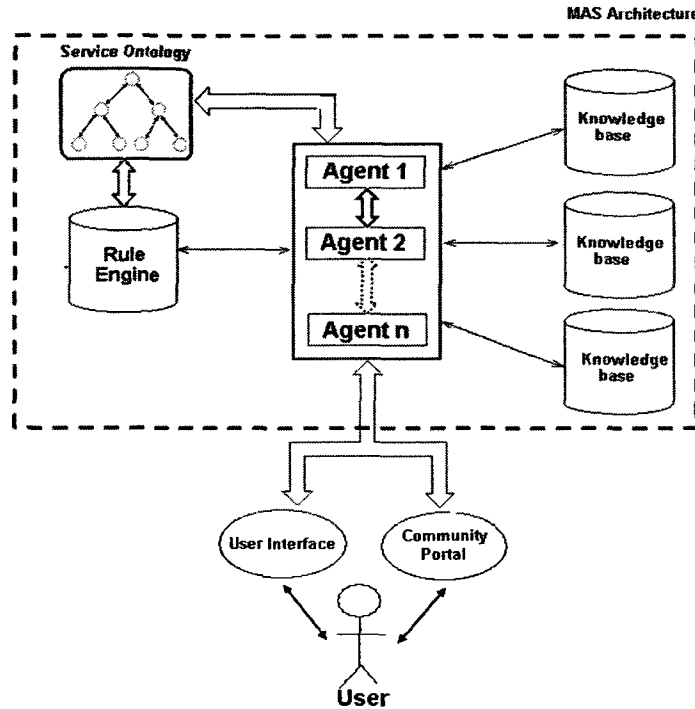 MAS Architecture
Service Ontology
Agent 1
Agent 2
Agent n
Rule
Engine
Knowledge
base
Knowledge
base
Knowledge
base
User Interface
Community
Portal
User